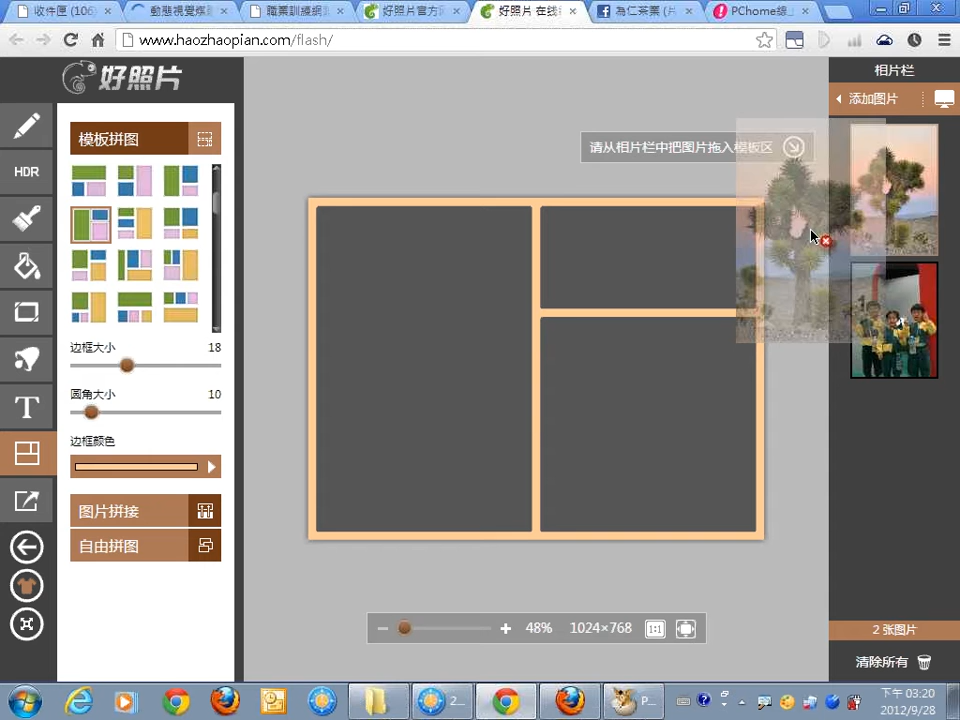 收件匣 (106)
動態視覺煤
職業訓練網
好照片官方
好照片 在线
為仁茶業 (
PChome線
www.haozhaopian.com/flash/
好照片
相片栏
添加图片
模板拼图
请从相片栏中把图片拖入模板区
HDR
边框大小 18
圆角大小 10
边框颜色
T
图片拼接
自由拼图
48% 1024×768 1:1
2 张图片
清除所有
2...
P...
下午 03:20
2012/9/28